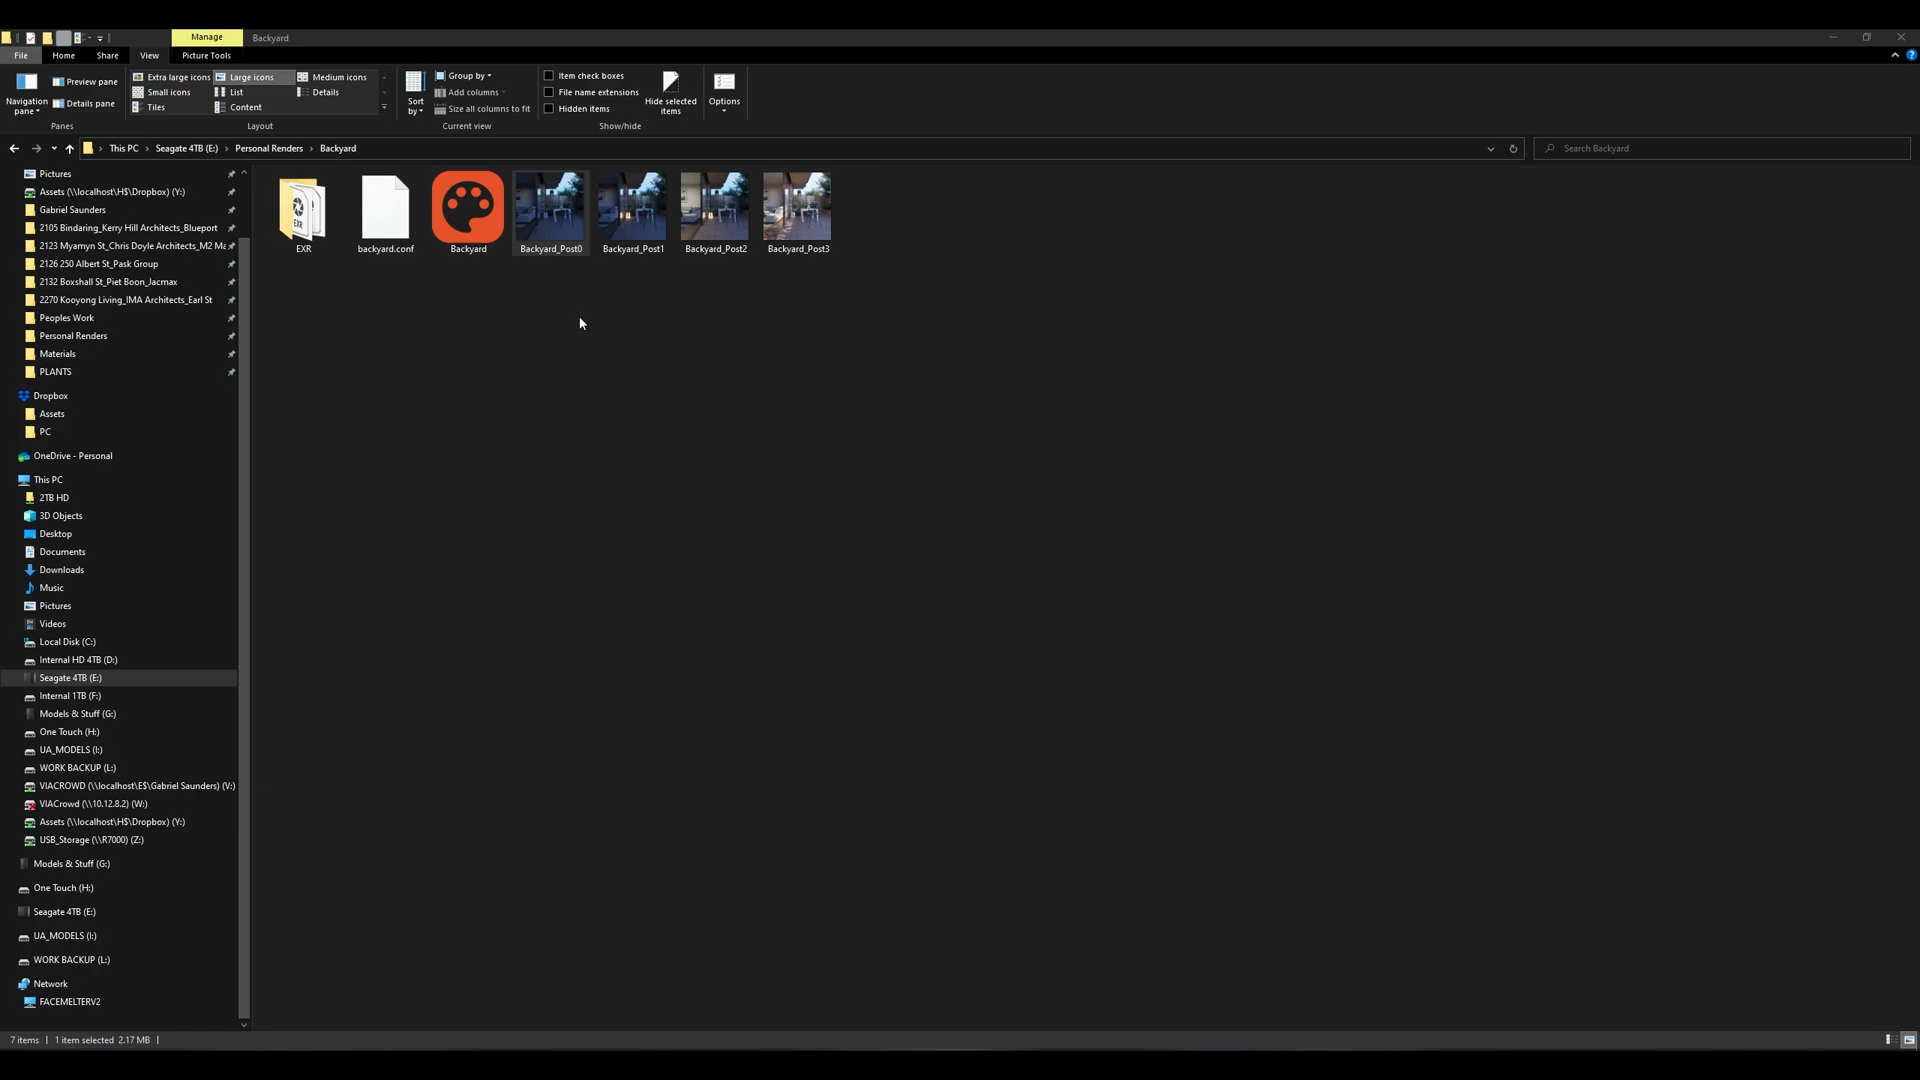 Manage
Backyard
File
Home
Share
View
Picture Tools
Navigation pane
Preview pane
Details pane
Extra large icons
Large icons
Medium icons
Small icons
List
Details
Tiles
Content
Sort by
Group by
Add columns
Size all columns to fit
Item check boxes
File name extensions
Hidden items
Hide selected items
Options
Panes
Layout
Current view
Show/hide
This PC > Seagate 4TB (E:) > Personal Renders > Backyard
Search Backyard
Pictures
Assets (\\localhost\H$\Dropbox) (Y:)
Gabriel Saunders
2105 Bindaring_Kerry Hill Architects_Blueport
2123 Myamyn St_Chris Doyle Architects_M2 Ma
2126 250 Albert St_Pask Group
2132 Boxshall St_Piet Boon_Jacmax
2270 Kooyong Living_IMA Architects_Earl St
Peoples Work
Personal Renders
Materials
PLANTS
Dropbox
Assets
PC
OneDrive - Personal
This PC
2TB HD
3D Objects
Desktop
Documents
Downloads
Music
Pictures
Videos
Local Disk (C:)
Internal HD 4TB (D:)
Seagate 4TB (E:)
Internal 1TB (F:)
Models & Stuff (G:)
One Touch (H:)
UA_MODELS (I:)
WORK BACKUP (L:)
VIACROWD (\\localhost\E$\Gabriel Saunders) (V:)
VIACrowd (\\10.12.8.2) (W:)
Assets (\\localhost\H$\Dropbox) (Y:)
USB_Storage (\\R7000) (Z:)
Models & Stuff (G:)
One Touch (H:)
Seagate 4TB (E:)
UA_MODELS (I:)
WORK BACKUP (L:)
Network
FACEMELTERV2
EXR
EXR
backyard.conf
Backyard
Backyard_Post0
Backyard_Post1
Backyard_Post2
Backyard_Post3
7 items
1 item selected 2.17 MB